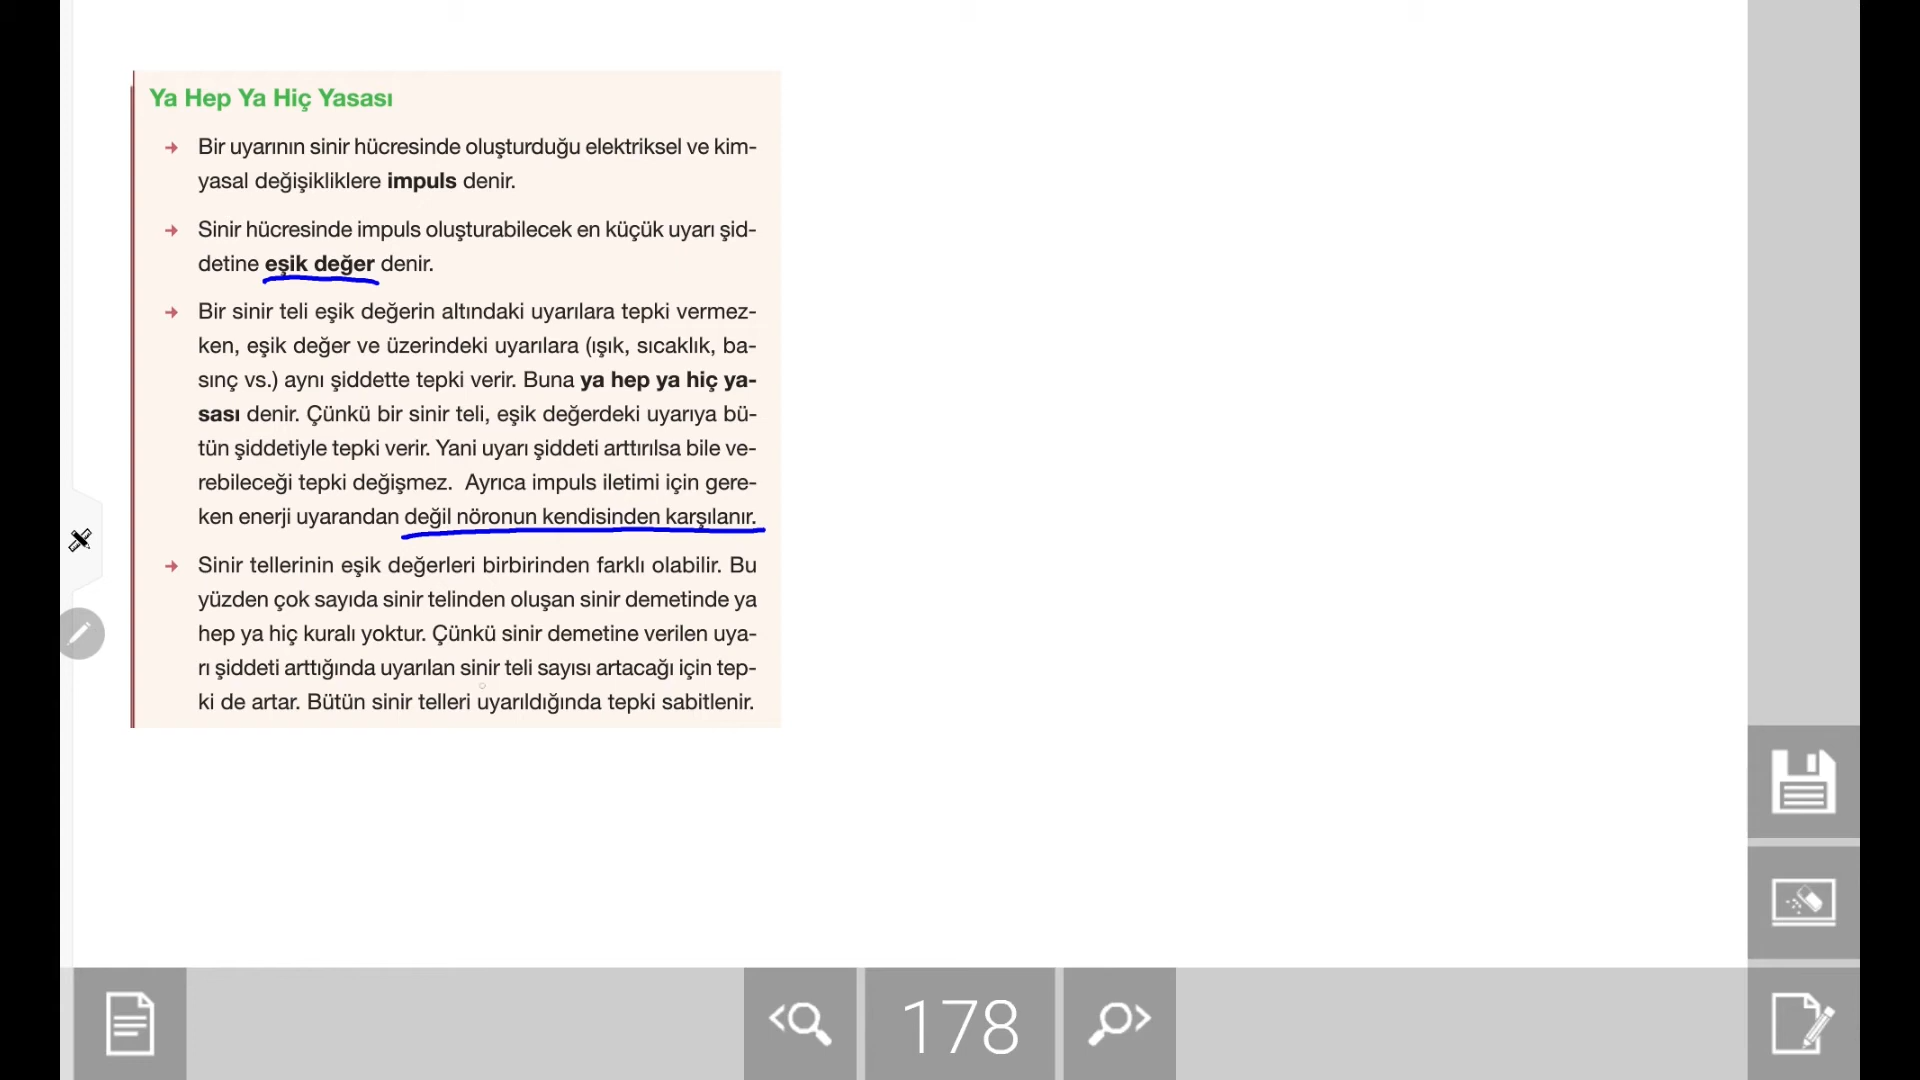 Ya Hep Ya Hiç Yasası
Bir uyarının sinir hücresinde oluşturduğu elektriksel ve kim-
yasal değişikliklere impuls denir.
Sinir hücresinde impuls oluşturabilecek en küçük uyarı şid-
detine eşik değer denir.
Bir sinir teli eşik değerin altındaki uyarılara tepki vermez-
ken, eşik değer ve üzerindeki uyarılara (ışık, sıcaklık, ba-
sınç vs.) aynı şiddette tepki verir. Buna ya hep ya hiç ya-
sası denir. Çünkü bir sinir teli, eşik değerdeki uyarıya bü-
tün şiddetiyle tepki verir. Yani uyarı şiddeti arttırılsa bile ve-
rebileceği tepki değişmez. Ayrıca impuls iletimi için gere-
ken enerji uyarandan değil nöronun kendisinden karşılanır.
Sinir tellerinin eşik değerleri birbirinden farklı olabilir. Bu
yüzden çok sayıda sinir telinden oluşan sinir demetinde ya
hep ya hiç kuralı yoktur. Çünkü sinir demetine verilen uya-
rı şiddeti arttığında uyarılan sinir teli sayısı artacağı için tep-
ki de artar. Bütün sinir telleri uyarıldığında tepki sabitlenir.
178